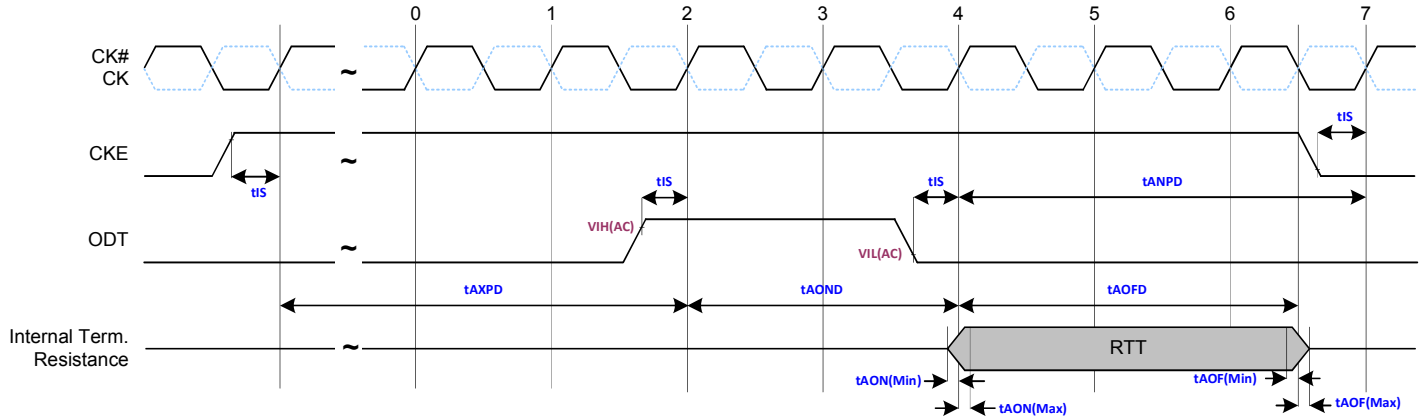 0 1 2 3 4 5 6 7
CK#
CK
CKE
tIS
tIS
tIS
tIS
tANPD
ODT
VIH(AC)
VIL(AC)
tAXPD
tAOND
tAOFD
Internal Term.
Resistance
RTT
tAON(Min)
tAOF(Min)
tAON(Max)
tAOF(Max)